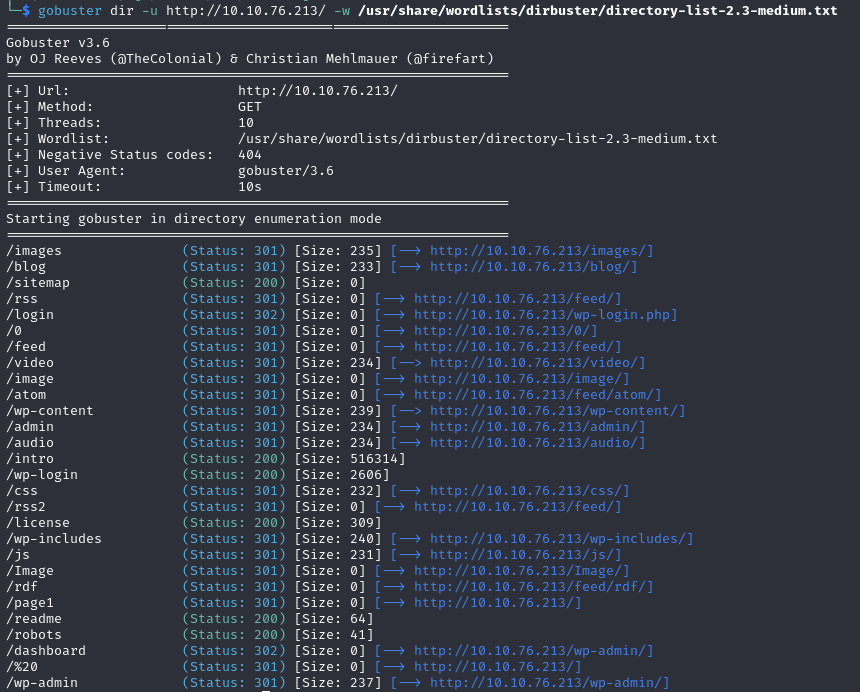 └─$ gobuster dir -u http://10.10.76.213/ -w /usr/share/wordlists/dirbuster/directory-list-2.3-medium.txt
===============================================================
Gobuster v3.6
by OJ Reeves (@TheColonial) & Christian Mehlmauer (@firefart)
===============================================================
[+] Url:                     http://10.10.76.213/
[+] Method:                  GET
[+] Threads:                 10
[+] Wordlist:                /usr/share/wordlists/dirbuster/directory-list-2.3-medium.txt
[+] Negative Status codes:   404
[+] User Agent:              gobuster/3.6
[+] Timeout:                 10s
===============================================================
Starting gobuster in directory enumeration mode
===============================================================
/images               (Status: 301) [Size: 235] [--> http://10.10.76.213/images/]
/blog                 (Status: 301) [Size: 233] [--> http://10.10.76.213/blog/]
/sitemap              (Status: 200) [Size: 0]
/rss                  (Status: 301) [Size: 0] [--> http://10.10.76.213/feed/]
/login                (Status: 302) [Size: 0] [--> http://10.10.76.213/wp-login.php]
/0                    (Status: 301) [Size: 0] [--> http://10.10.76.213/0/]
/feed                 (Status: 301) [Size: 0] [--> http://10.10.76.213/feed/]
/video                (Status: 301) [Size: 234] [--> http://10.10.76.213/video/]
/image                (Status: 301) [Size: 0] [--> http://10.10.76.213/image/]
/atom                 (Status: 301) [Size: 0] [--> http://10.10.76.213/feed/atom/]
/wp-content           (Status: 301) [Size: 239] [--> http://10.10.76.213/wp-content/]
/admin                (Status: 301) [Size: 234] [--> http://10.10.76.213/admin/]
/audio                (Status: 301) [Size: 234] [--> http://10.10.76.213/audio/]
/intro                (Status: 200) [Size: 516314]
/wp-login             (Status: 200) [Size: 2606]
/css                  (Status: 301) [Size: 232] [--> http://10.10.76.213/css/]
/rss2                 (Status: 301) [Size: 0] [--> http://10.10.76.213/feed/]
/license              (Status: 200) [Size: 309]
/wp-includes          (Status: 301) [Size: 240] [--> http://10.10.76.213/wp-includes/]
/js                   (Status: 301) [Size: 231] [--> http://10.10.76.213/js/]
/Image                (Status: 301) [Size: 0] [--> http://10.10.76.213/Image/]
/rdf                  (Status: 301) [Size: 0] [--> http://10.10.76.213/feed/rdf/]
/page1                (Status: 301) [Size: 0] [--> http://10.10.76.213/]
/readme               (Status: 200) [Size: 64]
/robots               (Status: 200) [Size: 41]
/dashboard            (Status: 302) [Size: 0] [--> http://10.10.76.213/wp-admin/]
/%20                  (Status: 301) [Size: 0] [--> http://10.10.76.213/]
/wp-admin             (Status: 301) [Size: 237] [--> http://10.10.76.213/wp-admin/]